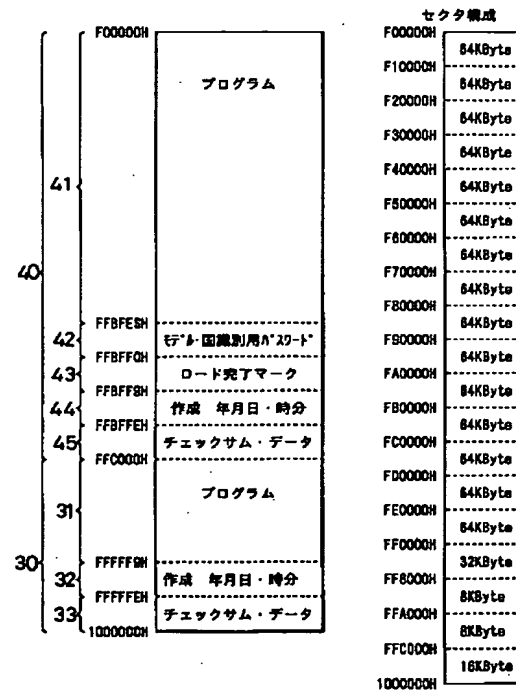 F00000H
プログラム
41
40
FFBFE8H
42
モデル・国識別用パスワード
FFBFF0H
43
ロード完了マーク
FFBFF8H
44
作成 年月日・時分
FFBFFEH
45
チェックサム・データ
FFC000H
プログラム
31
30
FFFFF8H
32
作成 年月日・時分
FFFFFEH
33
チェックサム・データ
1000000H
セクタ構成
F00000H
64KByte
F10000H
64KByte
F20000H
64KByte
F30000H
64KByte
F40000H
64KByte
F50000H
64KByte
F60000H
64KByte
F70000H
64KByte
F80000H
64KByte
F90000H
64KByte
FA0000H
64KByte
FB0000H
64KByte
FC0000H
64KByte
FD0000H
64KByte
FE0000H
64KByte
FF0000H
32KByte
FF8000H
8KByte
FFA000H
8KByte
FFC000H
16KByte
1000000H